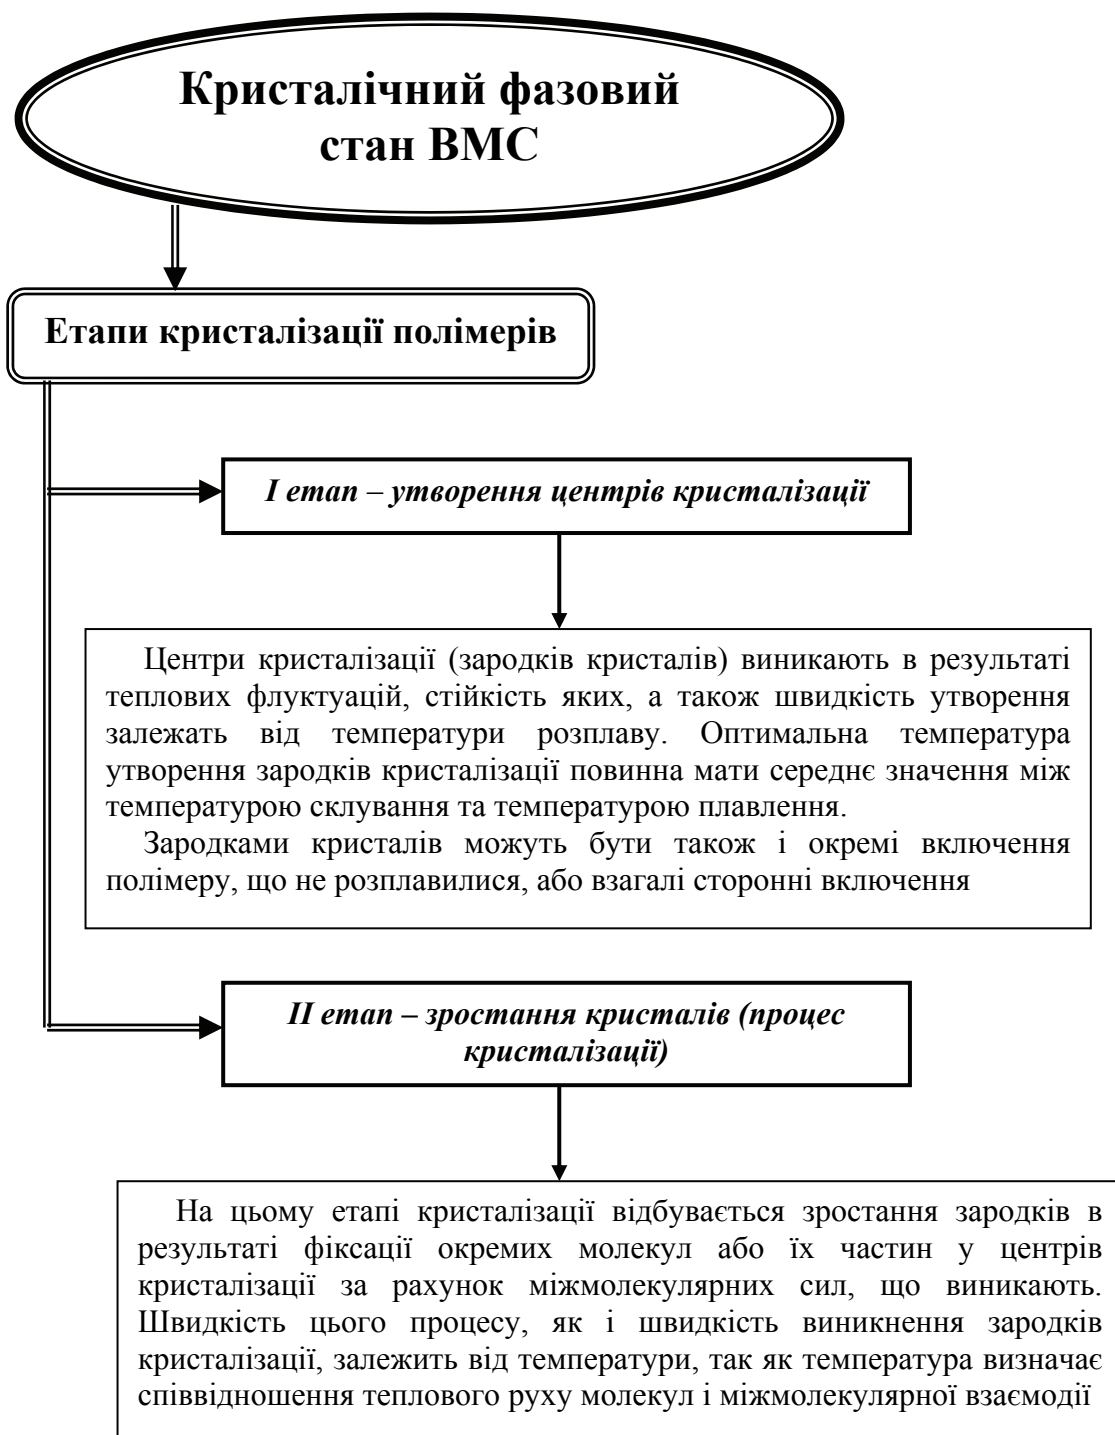 Кристалічний фазовий
стан ВМС
Етапи кристалізації полімерів
I етап – утворення центрів кристалізації
Центри кристалізації (зародків кристалів) виникають в результаті
теплових флуктуацій, стійкість яких, а також швидкість утворення
залежать від температури розплаву. Оптимальна температура
утворення зародків кристалізації повинна мати середнє значення між
температурою склування та температурою плавлення.
Зародками кристалів можуть бути також і окремі включення
полімеру, що не розплавилися, або взагалі сторонні включення
II етап – зростання кристалів (процес
кристалізації)
На цьому етапі кристалізації відбувається зростання зародків в
результаті фіксації окремих молекул або їх частин у центрів
кристалізації за рахунок міжмолекулярних сил, що виникають.
Швидкість цього процесу, як і швидкість виникнення зародків
кристалізації, залежить від температури, так як температура визначає
співвідношення теплового руху молекул і міжмолекулярної взаємодії